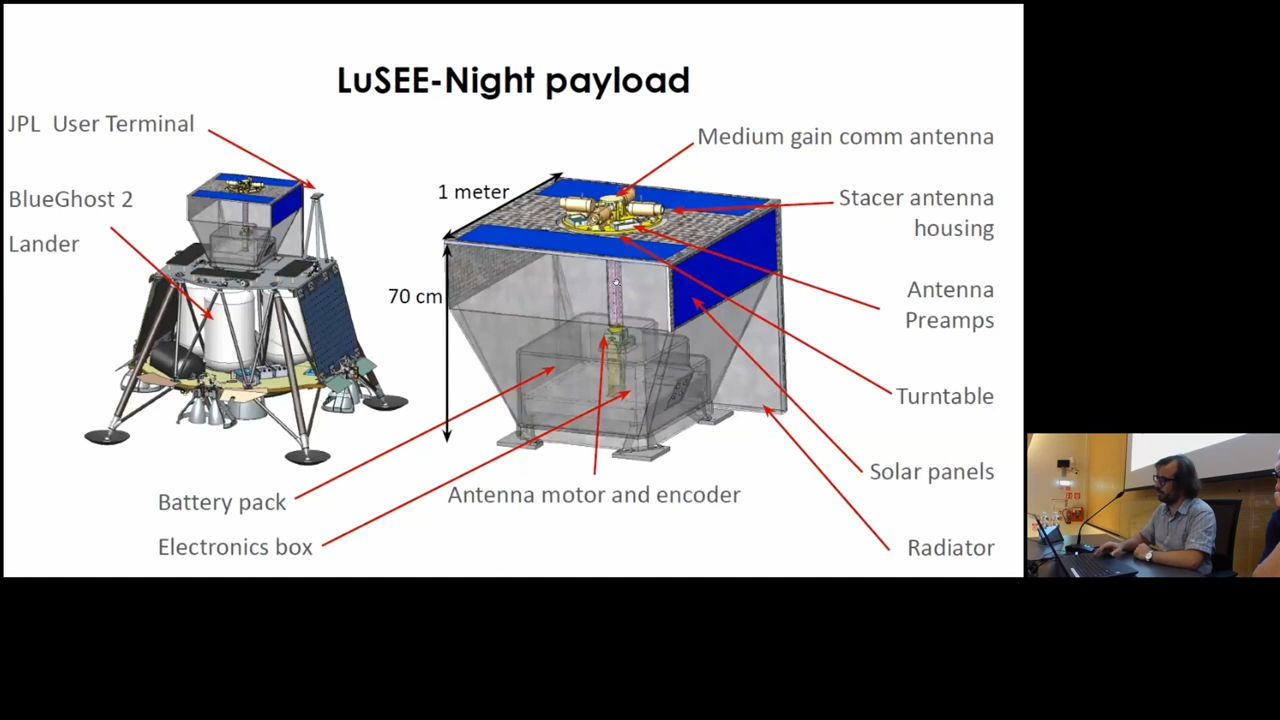 LuSEE-Night payload
JPL User Terminal
BlueGhost 2
Lander
1 meter
70 cm
Medium gain comm antenna
Stacer antenna
housing
Antenna
Preamps
Turntable
Solar panels
Radiator
Battery pack
Electronics box
Antenna motor and encoder